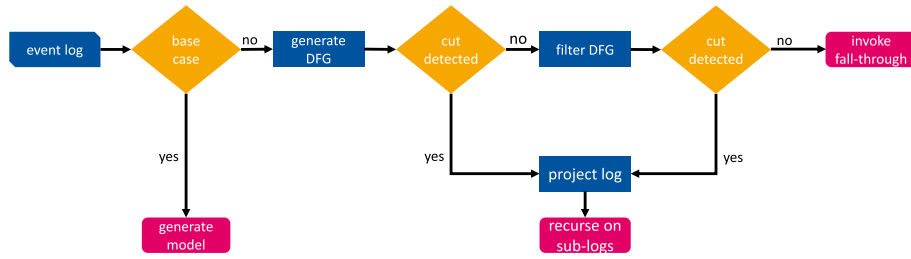 event log
base
case
no
generate
DFG
cut
detected
no
filter DFG
cut
detected
no
invoke
fall-through
yes
yes
yes
project log
generate
model
recurse on
sub-logs